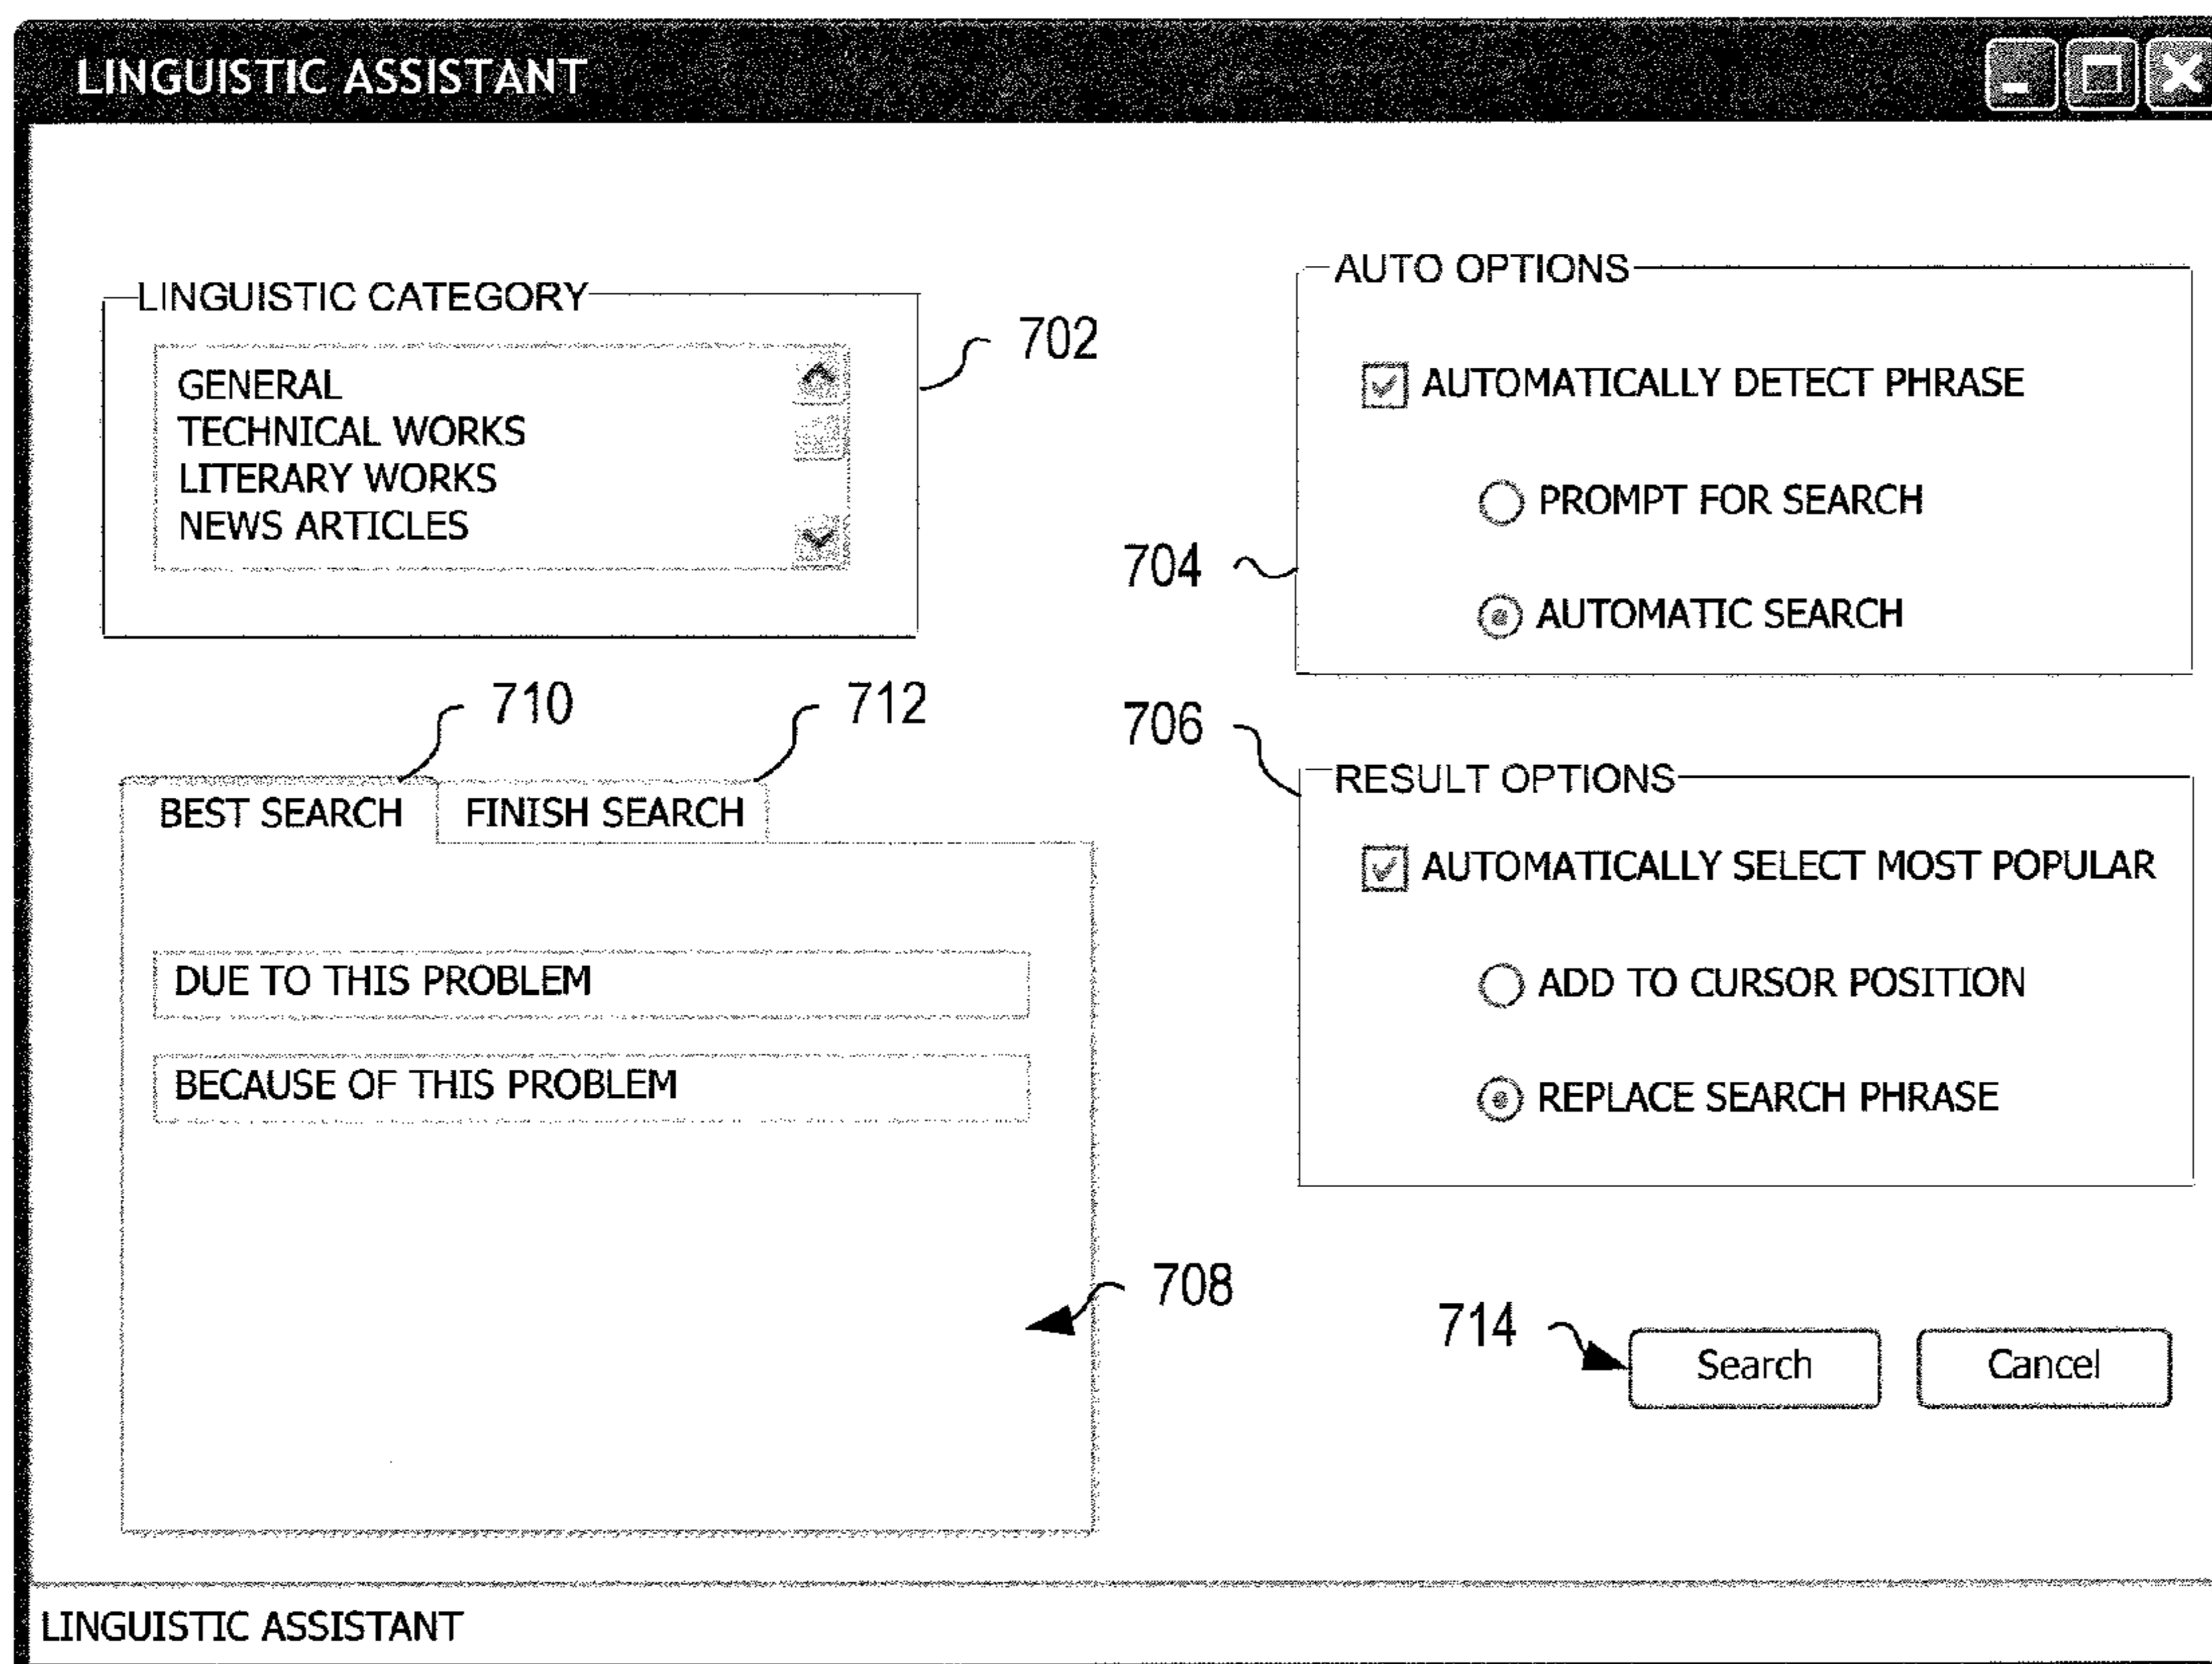 LINGUISTIC ASSISTANT
LINGUISTIC CATEGORY
GENERAL
TECHNICAL WORKS
LITERARY WORKS
NEWS ARTICLES
702
AUTO OPTIONS
AUTOMATICALLY DETECT PHRASE
PROMPT FOR SEARCH
AUTOMATIC SEARCH
704
710
712
BEST SEARCH
FINISH SEARCH
DUE TO THIS PROBLEM
BECAUSE OF THIS PROBLEM
708
706
RESULT OPTIONS
AUTOMATICALLY SELECT MOST POPULAR
ADD TO CURSOR POSITION
REPLACE SEARCH PHRASE
714
Search
Cancel
LINGUISTIC ASSISTANT